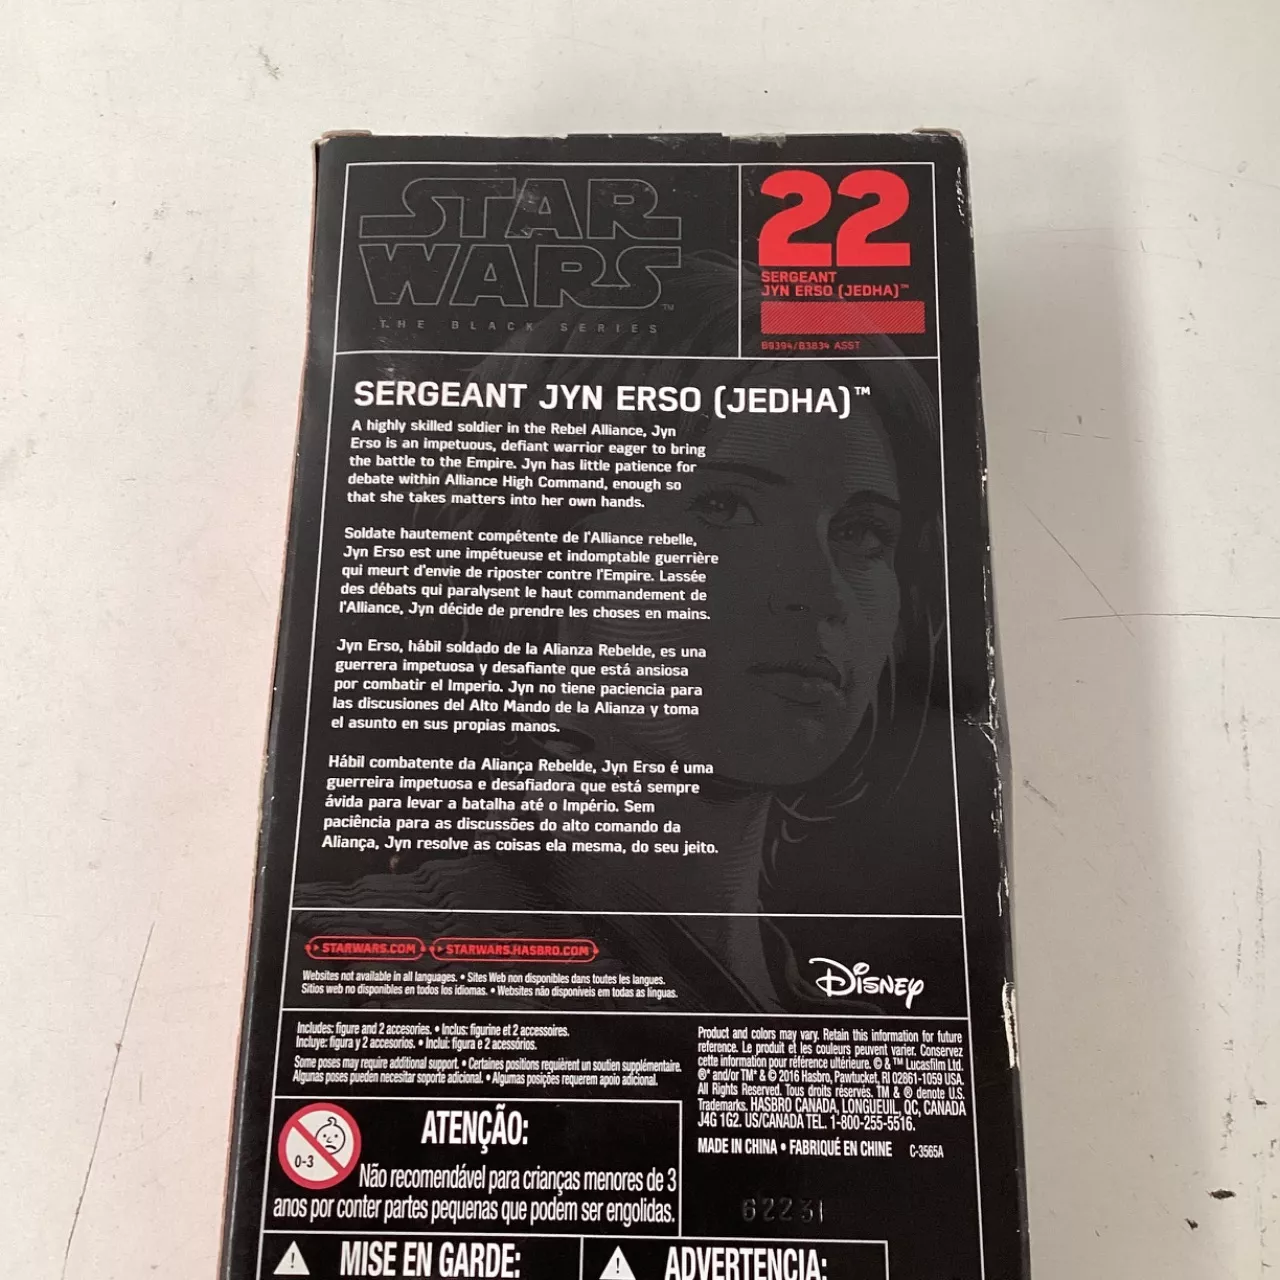 STAR
WARS™
THE BLACK SERIES
22
SERGEANT
JYN ERSO (JEDHA)™
B9394/B3834 ASST
SERGEANT JYN ERSO (JEDHA)™
A highly skilled soldier in the Rebel Alliance, Jyn
Erso is an impetuous, defiant warrior eager to bring
the battle to the Empire. Jyn has little patience for
debate within Alliance High Command, enough so
that she takes matters into her own hands.
Soldate hautement compétente de l'Alliance rebelle,
Jyn Erso est une impétueuse et indomptable guerrière
qui meurt d'envie de riposter contre l'Empire. Lassée
des débats qui paralysent le haut commandement de
l'Alliance, Jyn décide de prendre les choses en mains.
Jyn Erso, hábil soldado de la Alianza Rebelde, es una
guerrera impetuosa y desafiante que está ansiosa
por combatir el Imperio. Jyn no tiene paciencia para
las discusiones del Alto Mando de la Alianza y toma
el asunto en sus propias manos.
Hábil combatente da Aliança Rebelde, Jyn Erso é uma
guerreira impetuosa e desafiadora que está sempre
ávida para levar a batalha até o Império. Sem
paciência para as discussões do alto comando da
Aliança, Jyn resolve as coisas ela mesma, do seu jeito.
STARWARS.COM STARWARS.HASBRO.COM
Websites not available in all languages. • Sites Web non disponibles dans toutes les langues.
Sitios web no disponibles en todos los idiomas. • Websites não disponíveis em todas as línguas.
Disney
Includes: figure and 2 accesories. • Inclus: figurine et 2 accessoires.
Incluye: figura y 2 accesorios. • Inclui: figura e 2 acessórios.
Some poses may require additional support. • Certaines positions requièrent un soutien supplémentaire.
Algunas poses pueden necesitar soporte adicional. • Algumas posições requerem apoio adicional.
Product and colors may vary. Retain this information for future
reference. Le produit et les couleurs peuvent varier. Conservez
cette information pour référence ultérieure. © & ™ Lucasfilm Ltd.
®* and/or TM* & © 2016 Hasbro, Pawtucket, RI 02861-1059 USA.
All Rights Reserved. Tous droits réservés. TM & ® denote U.S.
Trademarks. HASBRO CANADA, LONGUEUIL, QC, CANADA
J4G 1G2. US/CANADA TEL. 1-800-255-5516.
MADE IN CHINA • FABRIQUÉ EN CHINE C-3565A
0-3
ATENÇÃO:
Não recomendável para crianças menores de 3
anos por conter partes pequenas que podem ser engolidas.
62231
MISE EN GARDE:
ADVERTENCIA: